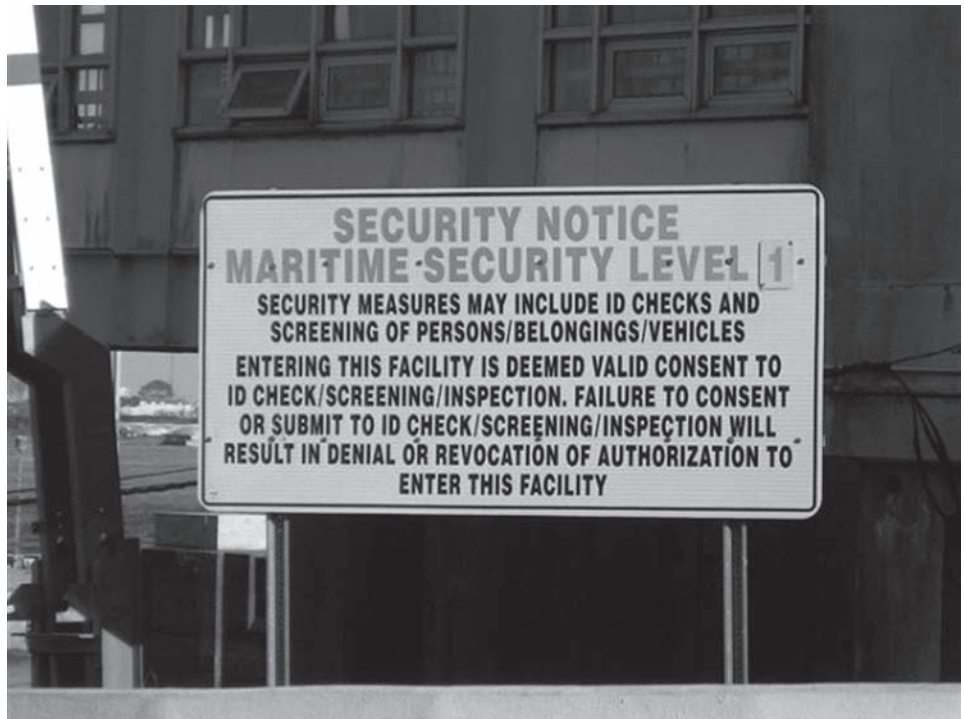 SECURITY NOTICE
MARITIME SECURITY LEVEL 1
SECURITY MEASURES MAY INCLUDE ID CHECKS AND
SCREENING OF PERSONS/BELONGINGS/VEHICLES
ENTERING THIS FACILITY IS DEEMED VALID CONSENT TO
ID CHECK/SCREENING/INSPECTION. FAILURE TO CONSENT
OR SUBMIT TO ID CHECK/SCREENING/INSPECTION WILL
RESULT IN DENIAL OR REVOCATION OF AUTHORIZATION TO
ENTER THIS FACILITY